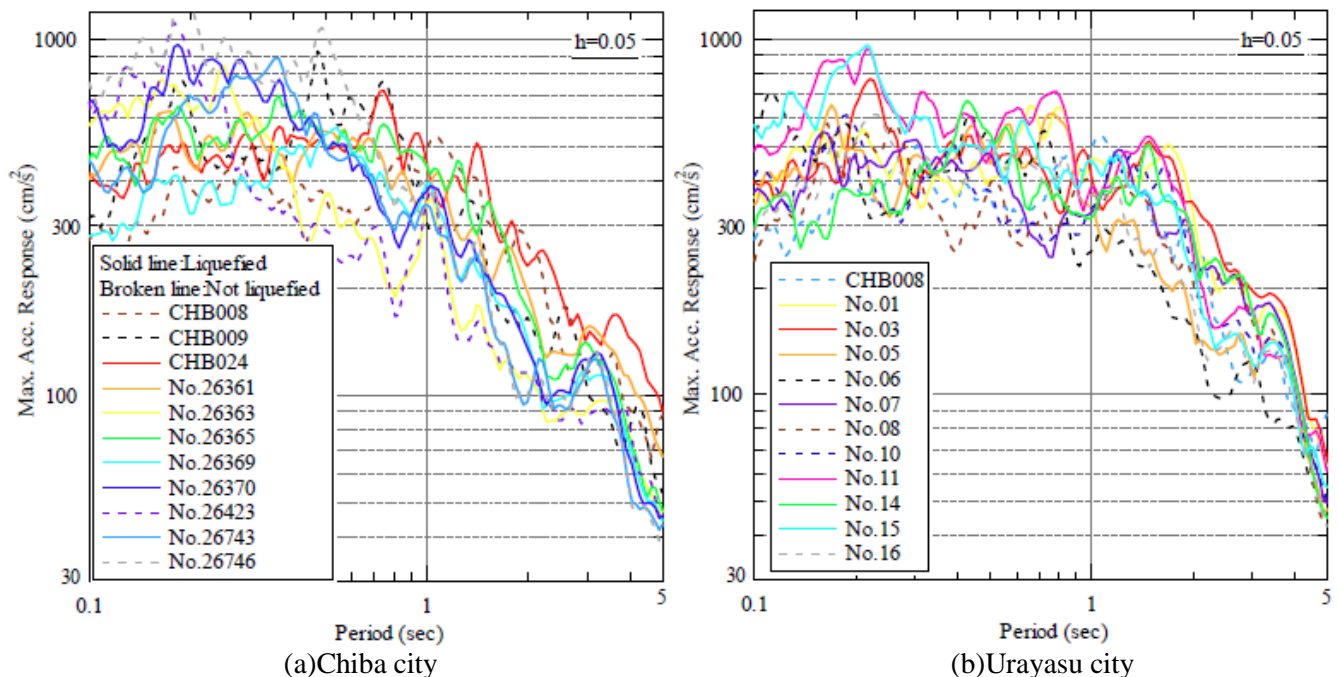 1000
h=0.05
300
Max. Acc. Response (cm/s²)
Solid line:Liquefied
Broken line:Not liquefied
CHB008
CHB009
CHB024
No.26361
No.26363
No.26365
No.26369
No.26370
No.26423
No.26743
No.26746
100
30
0.1
1
5
Period (sec)
(a)Chiba city
1000
h=0.05
300
Max. Acc. Response (cm/s²)
CHB008
No.01
No.03
No.05
No.06
No.07
No.08
No.10
No.11
No.14
No.15
No.16
100
30
0.1
1
5
Period (sec)
(b)Urayasu city